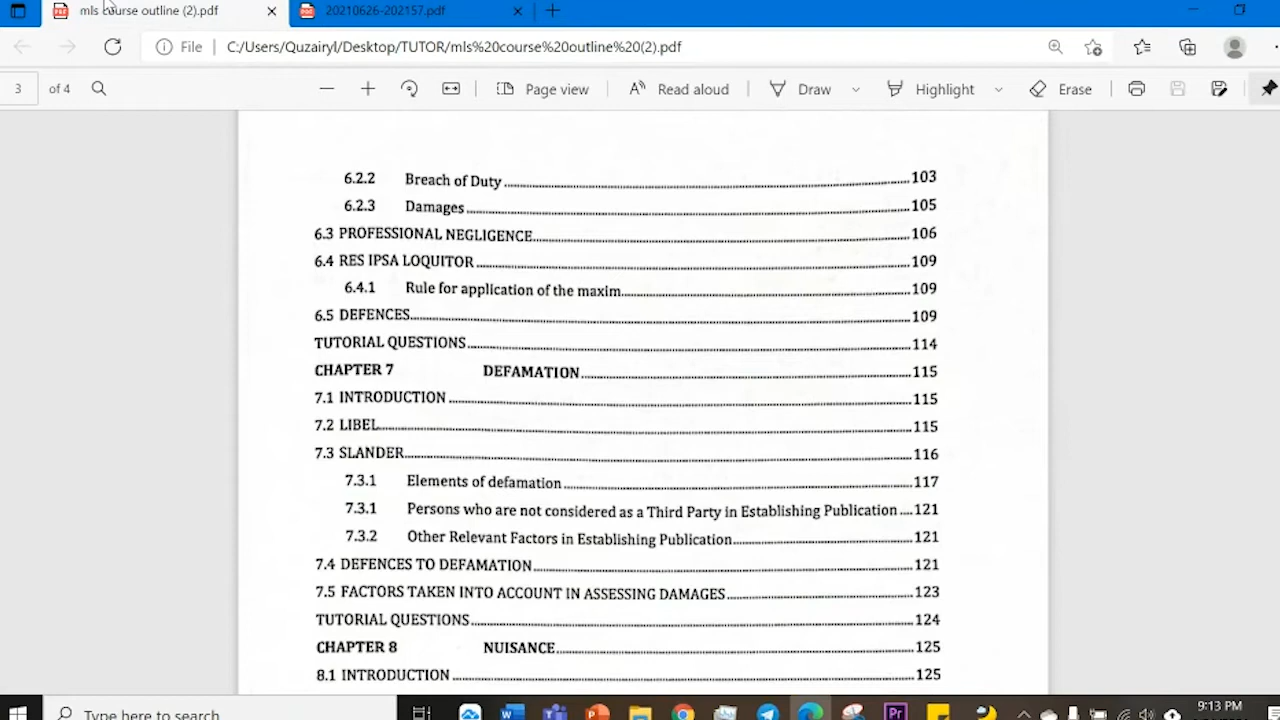 mls course outline (2).pdf
20210626-202157.pdf
File
C:/Users/Quzairyl/Desktop/TUTOR/mls%20course%20outline%20(2).pdf
3 of 4
Page view
Read aloud
Draw
Highlight
Erase
6.2.2 Breach of Duty 103
6.2.3 Damages 105
6.3 PROFESSIONAL NEGLIGENCE 106
6.4 RES IPSA LOQUITOR 109
6.4.1 Rule for application of the maxim 109
6.5 DEFENCES 109
TUTORIAL QUESTIONS 114
CHAPTER 7 DEFAMATION 115
7.1 INTRODUCTION 115
7.2 LIBEL 115
7.3 SLANDER 116
7.3.1 Elements of defamation 117
7.3.1 Persons who are not considered as a Third Party in Establishing Publication 121
7.3.2 Other Relevant Factors in Establishing Publication 121
7.4 DEFENCES TO DEFAMATION 121
7.5 FACTORS TAKEN INTO ACCOUNT IN ASSESSING DAMAGES 123
TUTORIAL QUESTIONS 124
CHAPTER 8 NUISANCE 125
8.1 INTRODUCTION 125